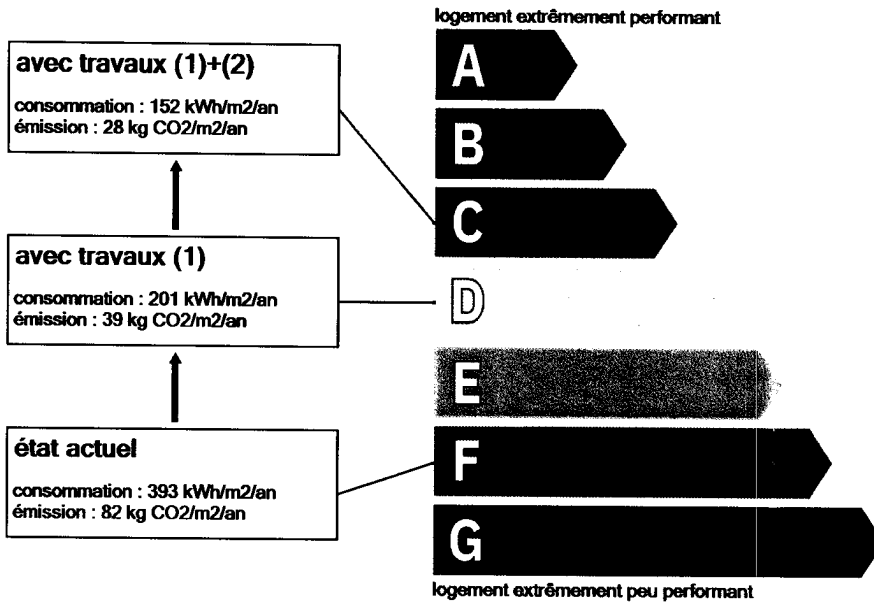 logement extrêmement performant
avec travaux (1)+(2)
consommation : 152 kWh/m2/an
émission : 28 kg CO2/m2/an
avec travaux (1)
consommation : 201 kWh/m2/an
émission : 39 kg CO2/m2/an
état actuel
consommation : 393 kWh/m2/an
émission : 82 kg CO2/m2/an
A
B
C
D
E
F
G
logement extrêmement peu performant